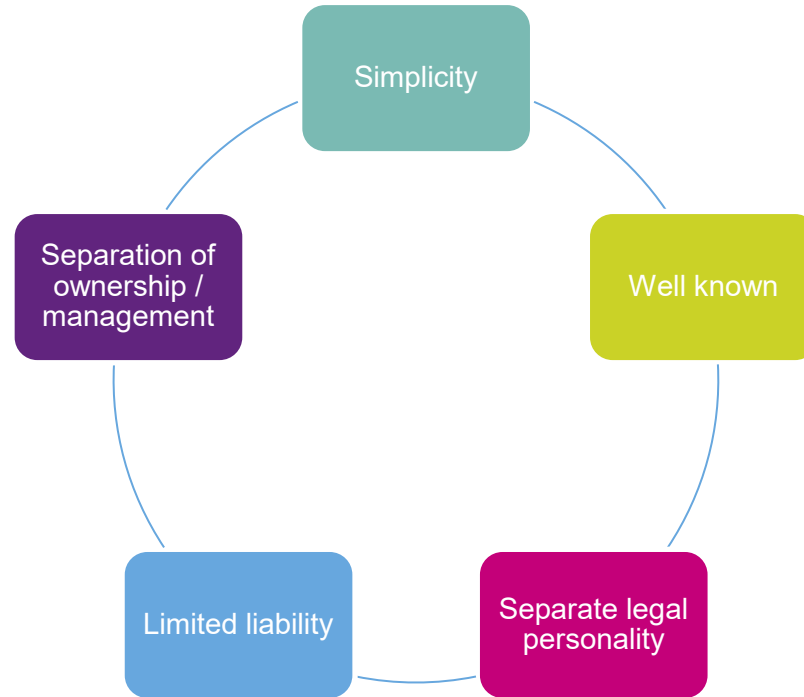 Simplicity
Well known
Separate legal
personality
Limited liability
Separation of
ownership /
management